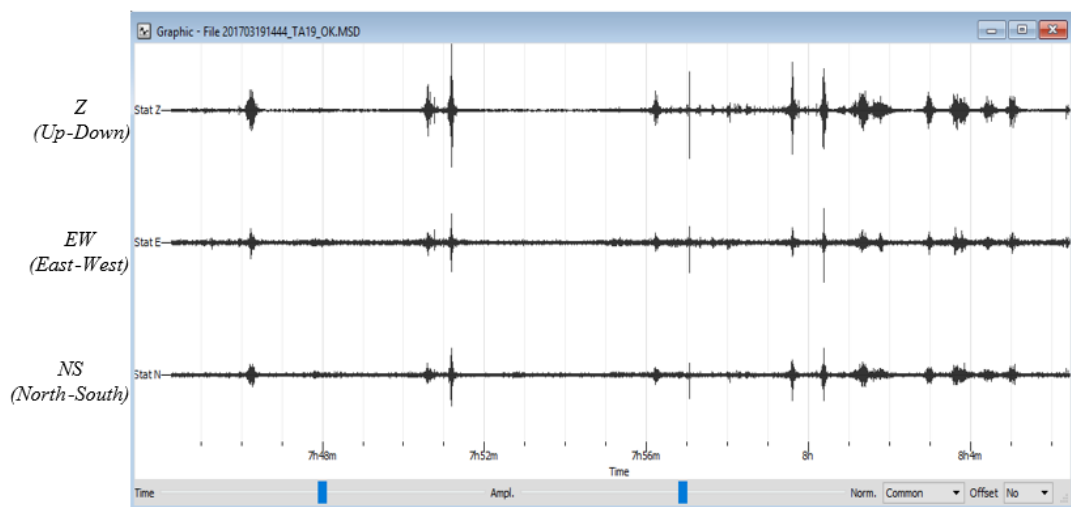 Graphic - File 201703191444_TA19_OK.MSD
Z
(Up-Down)
Stat Z
EW
(East-West)
Stat E
NS
(North-South)
Stat N
7h48m 7h52m 7h56m 8h 8h4m
Time
Time Ampl. Norm. Common Offset No